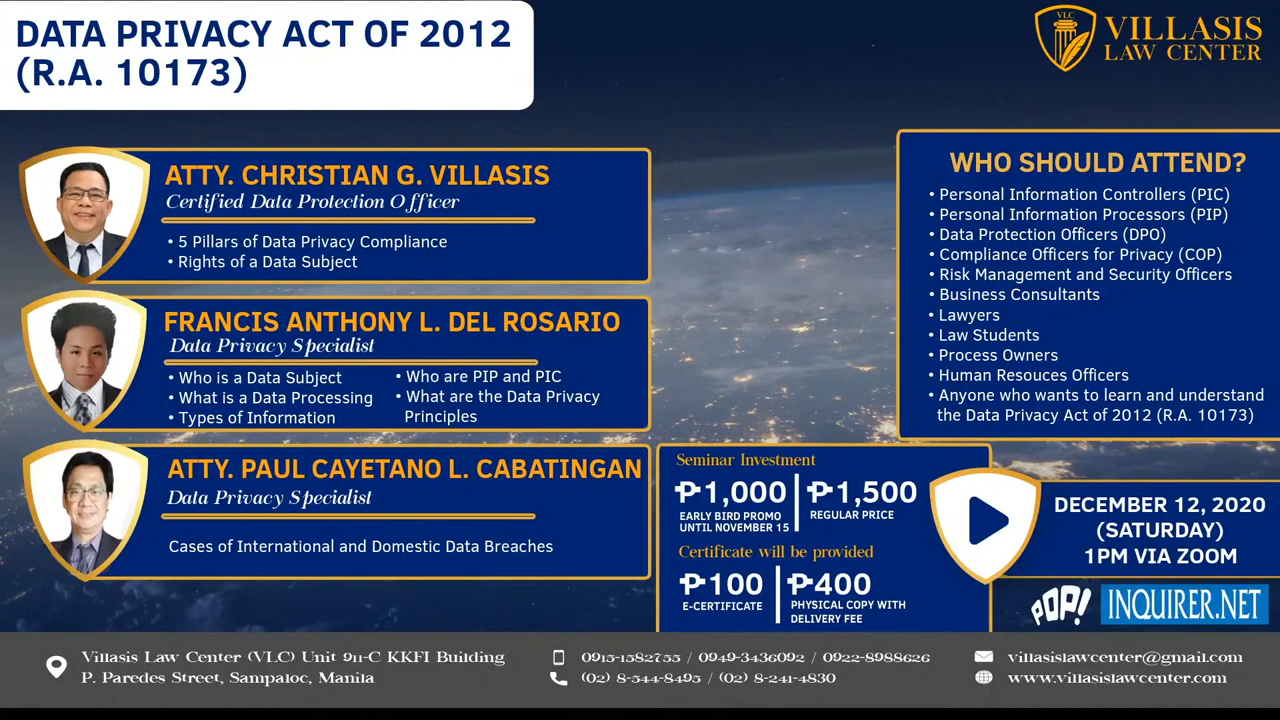 DATA PRIVACY ACT OF 2012
(R.A. 10173)
VLC
VILLASIS
LAW CENTER
ATTY. CHRISTIAN G. VILLASIS
Certified Data Protection Officer
• 5 Pillars of Data Privacy Compliance
• Rights of a Data Subject
FRANCIS ANTHONY L. DEL ROSARIO
Data Privacy Specialist
• Who is a Data Subject
• What is a Data Processing
• Types of Information
• Who are PIP and PIC
• What are the Data Privacy
Principles
ATTY. PAUL CAYETANO L. CABATINGAN
Data Privacy Specialist
Cases of International and Domestic Data Breaches
WHO SHOULD ATTEND?
• Personal Information Controllers (PIC)
• Personal Information Processors (PIP)
• Data Protection Officers (DPO)
• Compliance Officers for Privacy (COP)
• Risk Management and Security Officers
• Business Consultants
• Lawyers
• Law Students
• Process Owners
• Human Resouces Officers
• Anyone who wants to learn and understand
the Data Privacy Act of 2012 (R.A. 10173)
Seminar Investment
₱1,000
EARLY BIRD PROMO
UNTIL NOVEMBER 15
₱1,500
REGULAR PRICE
Certificate will be provided
₱100
E-CERTIFICATE
₱400
PHYSICAL COPY WITH
DELIVERY FEE
DECEMBER 12, 2020
(SATURDAY)
1PM VIA ZOOM
POP!
INQUIRER.NET
Villasis Law Center (VLC) Unit 911-C KKFI Building
P. Paredes Street, Sampaloc, Manila
0915-1582755 / 0949-3436092 / 0922-8988626
(02) 8-544-8495 / (02) 8-241-4830
villasislawcenter@gmail.com
www.villasislawcenter.com